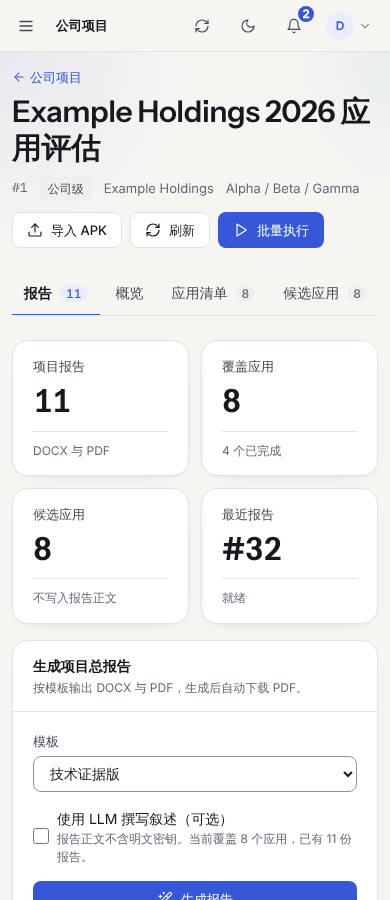 公司项目
2
D
公司项目
Example Holdings 2026 应
用评估
#1 公司级 Example Holdings Alpha / Beta / Gamma
导入 APK 刷新 批量执行
报告 11 概览 应用清单 8 候选应用 8
项目报告
11
DOCX 与 PDF
覆盖应用
8
4 个已完成
候选应用
8
不写入报告正文
最近报告
#32
就绪
生成项目总报告
按模板输出 DOCX 与 PDF，生成后自动下载 PDF。
模板
技术证据版
使用 LLM 撰写叙述（可选）
报告正文不含明文密钥。当前覆盖 8 个应用，已有 11 份
报告。
生成报告